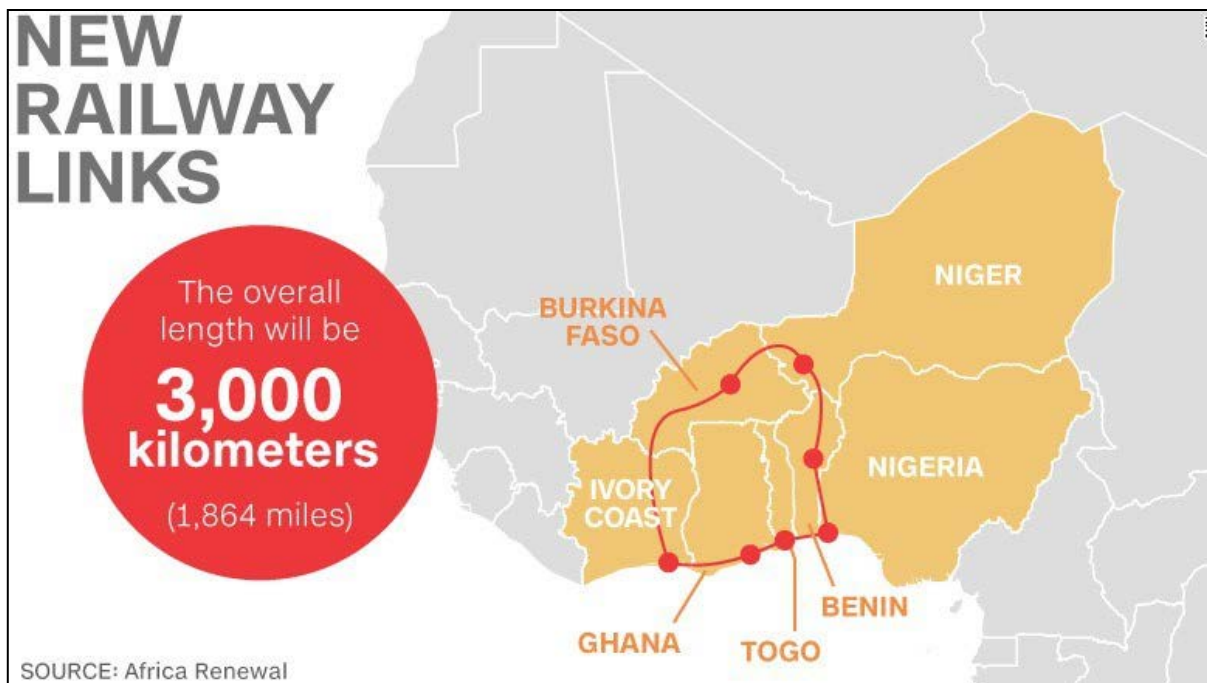 NEW
RAILWAY
LINKS
The overall
length will be
3,000
kilometers
(1,864 miles)
NIGER
BURKINA
FASO
NIGERIA
IVORY
COAST
BENIN
GHANA
TOGO
SOURCE: Africa Renewal